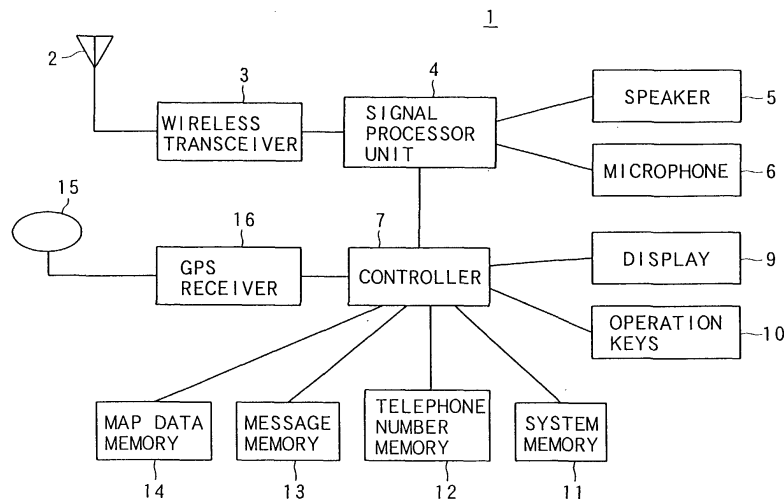 1
2
3
4
WIRELESS
TRANSCEIVER
SIGNAL
PROCESSOR
UNIT
SPEAKER
5
MICROPHONE
6
15
16
7
GPS
RECEIVER
CONTROLLER
DISPLAY
9
OPERATION
KEYS
10
MAP DATA
MEMORY
14
MESSAGE
MEMORY
13
TELEPHONE
NUMBER
MEMORY
12
SYSTEM
MEMORY
11